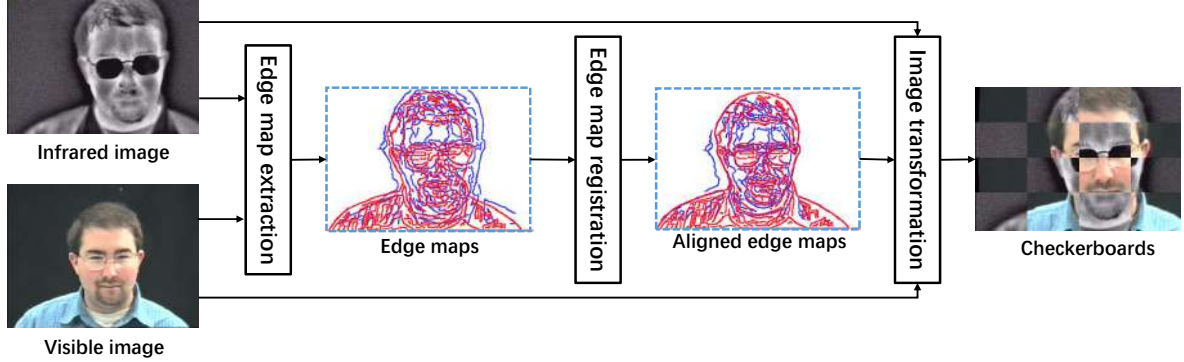 Infrared image
Visible image
Edge map extraction
Edge maps
Edge map registration
Aligned edge maps
Image transformation
Checkerboards